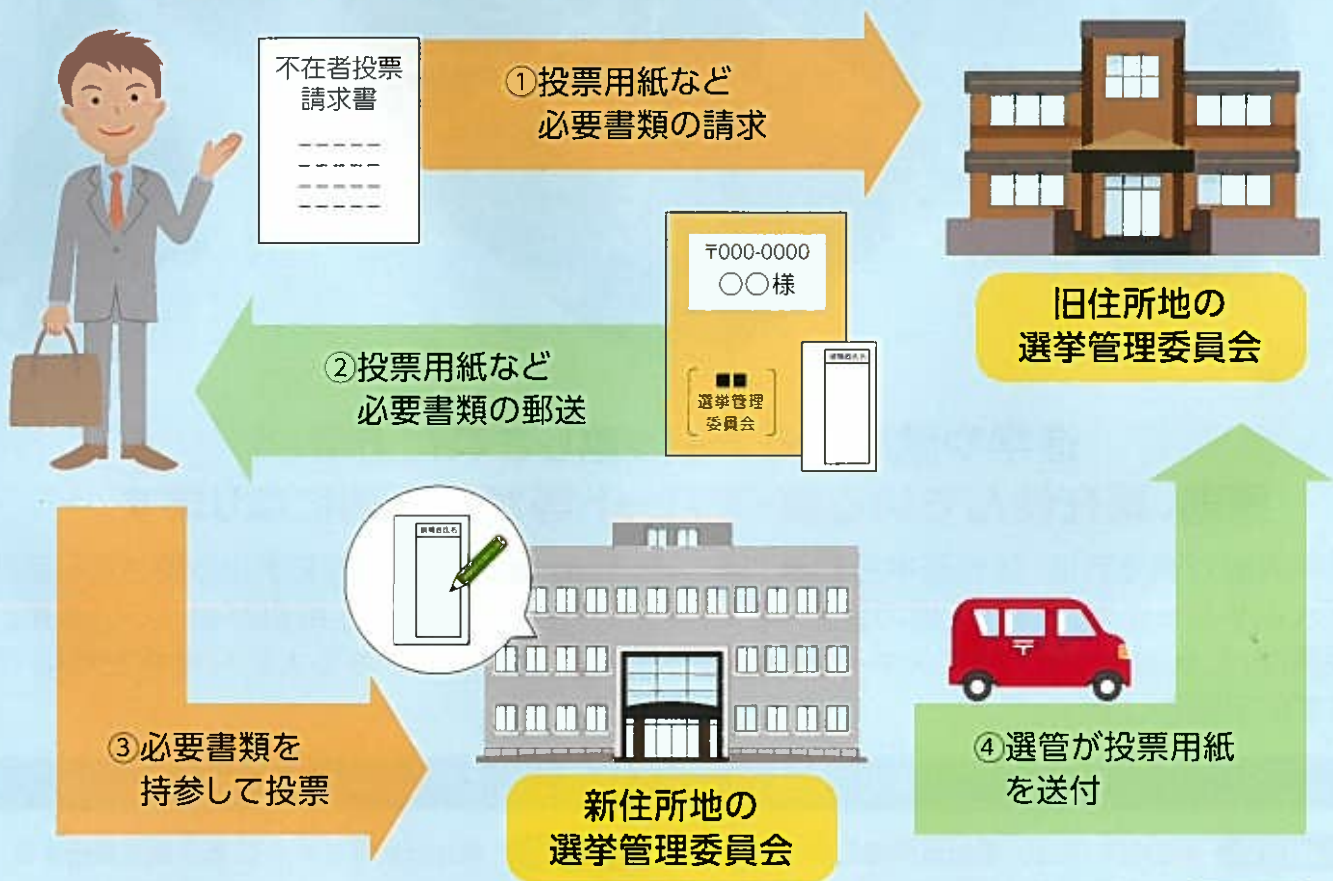 不在者投票
請求書
①投票用紙など
必要書類の請求
旧住所地の
選挙管理委員会
〒000-0000
○○様
■■
選挙管理
委員会
②投票用紙など
必要書類の郵送
③必要書類を
持参して投票
新住所地の
選挙管理委員会
〒
④選管が投票用紙
を送付